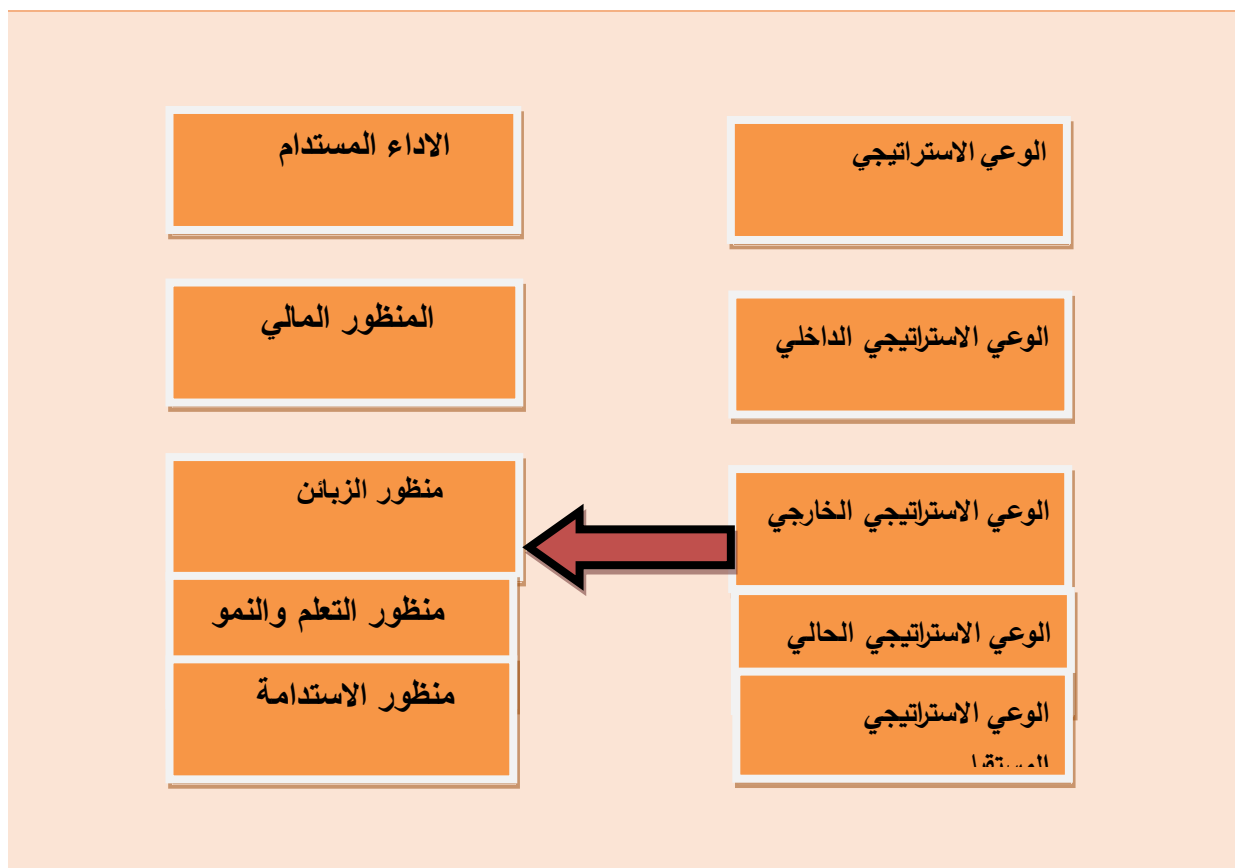 الوعي الاستراتيجي
الوعي الاستراتيجي الداخلي
الوعي الاستراتيجي الخارجي
الوعي الاستراتيجي الحالي
الوعي الاستراتيجي
الاداء المستدام
المنظور المالي
منظور الزبائن
منظور التعلم والنمو
منظور الاستدامة